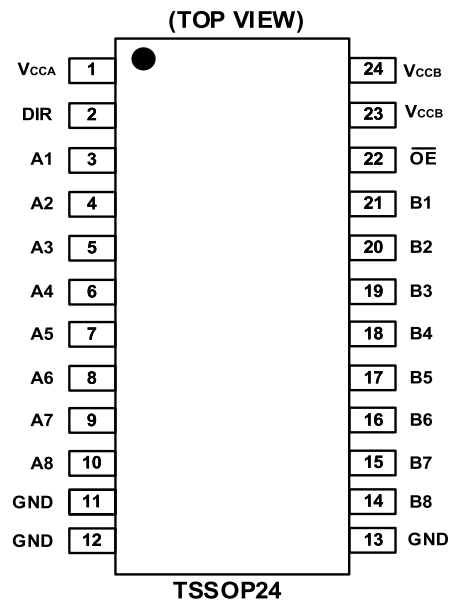 (TOP VIEW)
VCCA 1 24 VCCB
DIR 2 23 VCCB
A1 3 22 O̅E̅
A2 4 21 B1
A3 5 20 B2
A4 6 19 B3
A5 7 18 B4
A6 8 17 B5
A7 9 16 B6
A8 10 15 B7
GND 11 14 B8
GND 12 13 GND
TSSOP24